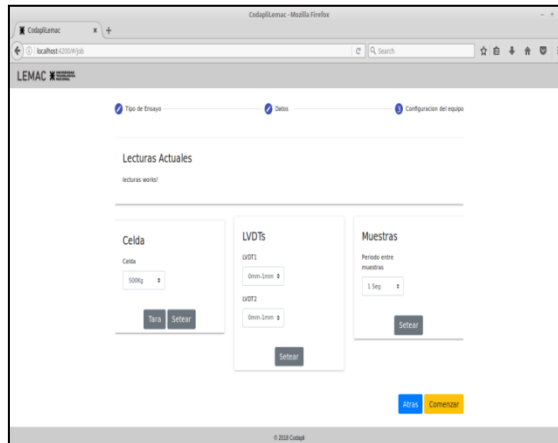 CodapliLemac - Mozilla Firefox
CodapliLemac × +
localhost:4200/#/job
Search
LEMAC
Tipo de Ensayo
Datos
3 Configuracion del equipo
Lecturas Actuales
lecturas works!
Celda
Celda
500Kg
Tara Setear
LVDTs
LVDT1
0mm-1mm
LVDT2
0mm-1mm
Setear
Muestras
Periodo entre
muestras
1 Seg
Setear
Atras Comenzar
© 2018 Codapli